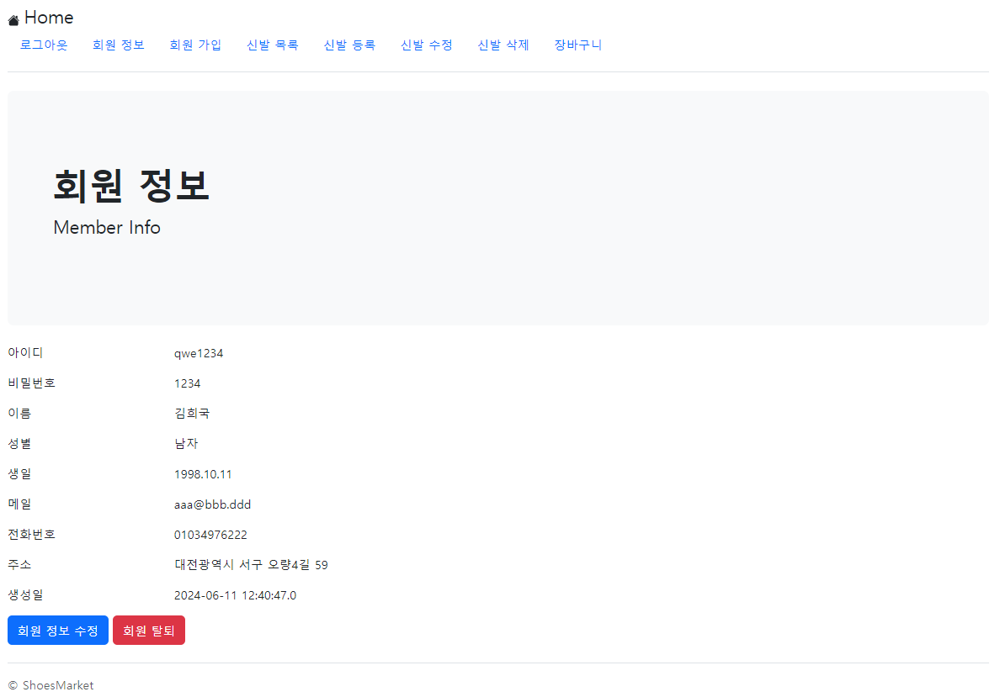 Home
로그아웃 회원 정보 회원 가입 신발 목록 신발 등록 신발 수정 신발 삭제 장바구니
회원 정보
Member Info
아이디 qwe1234
비밀번호 1234
이름 김희국
성별 남자
생일 1998.10.11
메일 aaa@bbb.ddd
전화번호 01034976222
주소 대전광역시 서구 오량4길 59
생성일 2024-06-11 12:40:47.0
회원 정보 수정 회원 탈퇴
© ShoesMarket